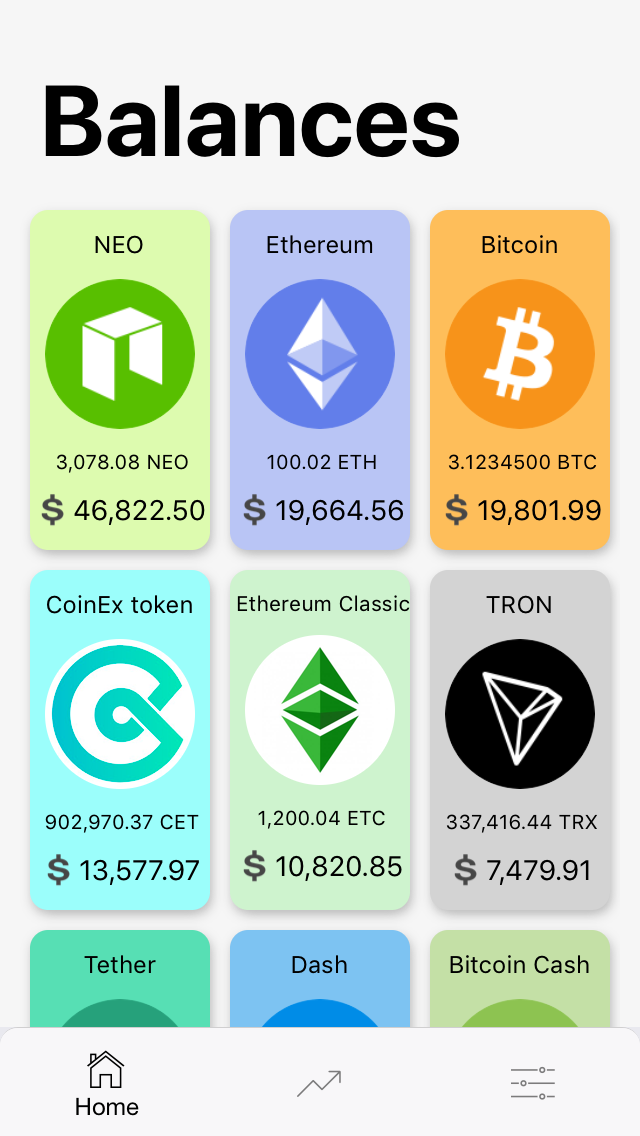 Balances
NEO
Ethereum
Bitcoin
3,078.08 NEO
100.02 ETH
3.1234500 BTC
$ 46,822.50
$ 19,664.56
$ 19,801.99
CoinEx token
Ethereum Classic
TRON
902,970.37 CET
1,200.04 ETC
337,416.44 TRX
$ 13,577.97
$ 10,820.85
$ 7,479.91
Tether
Dash
Bitcoin Cash
Home